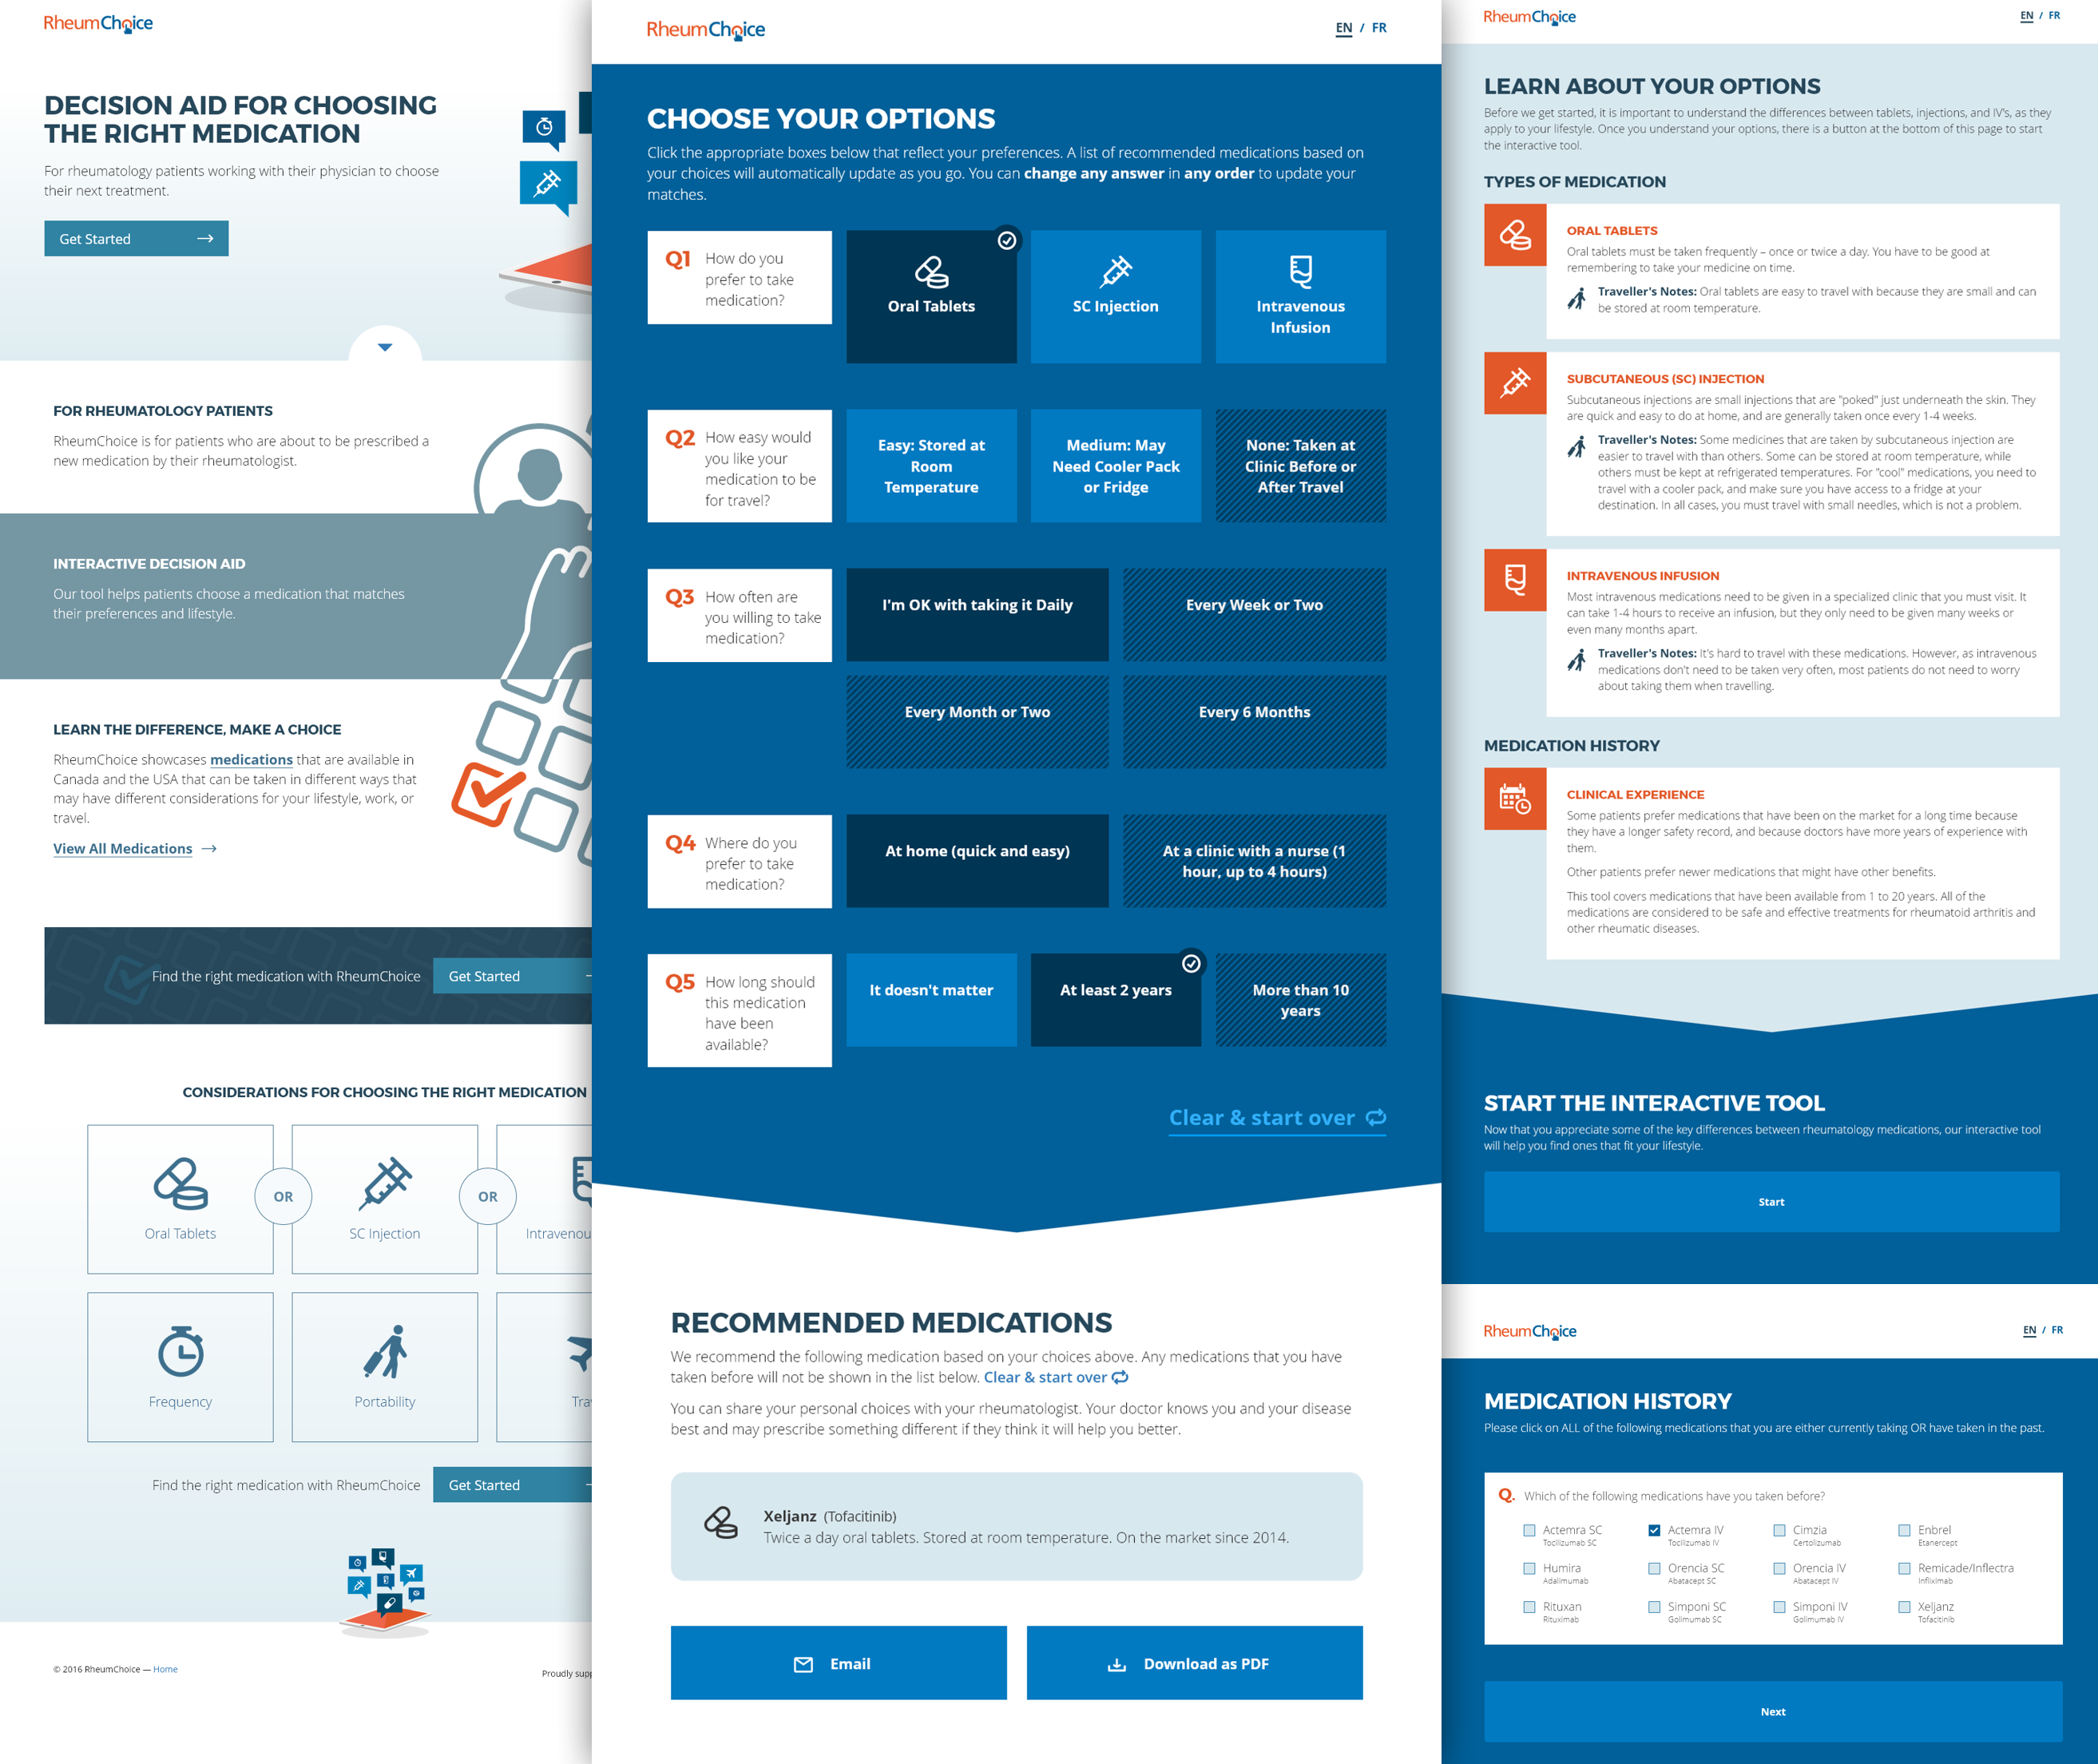 RheumChoice
DECISION AID FOR CHOOSING
THE RIGHT MEDICATION
For rheumatology patients working with their physician to choose
their next treatment.
Get Started
FOR RHEUMATOLOGY PATIENTS
RheumChoice is for patients who are about to be prescribed a
new medication by their rheumatologist.
INTERACTIVE DECISION AID
Our tool helps patients choose a medication that matches
their preferences and lifestyle.
LEARN THE DIFFERENCE, MAKE A CHOICE
RheumChoice showcases medications that are available in
Canada and the USA that can be taken in different ways that
may have different considerations for your lifestyle, work, or
travel.
View All Medications
Find the right medication with RheumChoice
Get Started
CONSIDERATIONS FOR CHOOSING THE RIGHT MEDICATION
Oral Tablets
OR
SC Injection
OR
Intravenou
Frequency
Portability
Tra
Find the right medication with RheumChoice
Get Started
© 2016 RheumChoice — Home
Proudly supp
RheumChoice
EN / FR
CHOOSE YOUR OPTIONS
Click the appropriate boxes below that reflect your preferences. A list of recommended medications based on
your choices will automatically update as you go. You can change any answer in any order to update your
matches.
Q1 How do you
prefer to take
medication?
Oral Tablets
SC Injection
Intravenous
Infusion
Q2 How easy would
you like your
medication to be
for travel?
Easy: Stored at
Room
Temperature
Medium: May
Need Cooler Pack
or Fridge
None: Taken at
Clinic Before or
After Travel
Q3 How often are
you willing to take
medication?
I'm OK with taking it Daily
Every Week or Two
Every Month or Two
Every 6 Months
Q4 Where do you
prefer to take
medication?
At home (quick and easy)
At a clinic with a nurse (1
hour, up to 4 hours)
Q5 How long should
this medication
have been
available?
It doesn't matter
At least 2 years
More than 10
years
Clear & start over
RECOMMENDED MEDICATIONS
We recommend the following medication based on your choices above. Any medications that you have
taken before will not be shown in the list below. Clear & start over
You can share your personal choices with your rheumatologist. Your doctor knows you and your disease
best and may prescribe something different if they think it will help you better.
Xeljanz (Tofacitinib)
Twice a day oral tablets. Stored at room temperature. On the market since 2014.
Email
Download as PDF
RheumChoice
EN / FR
LEARN ABOUT YOUR OPTIONS
Before we get started, it is important to understand the differences between tablets, injections, and IV's, as they
apply to your lifestyle. Once you understand your options, there is a button at the bottom of this page to start
the interactive tool.
TYPES OF MEDICATION
ORAL TABLETS
Oral tablets must be taken frequently – once or twice a day. You have to be good at
remembering to take your medicine on time.
Traveller's Notes: Oral tablets are easy to travel with because they are small and can
be stored at room temperature.
SUBCUTANEOUS (SC) INJECTION
Subcutaneous injections are small injections that are "poked" just underneath the skin. They
are quick and easy to do at home, and are generally taken once every 1-4 weeks.
Traveller's Notes: Some medicines that are taken by subcutaneous injection are
easier to travel with than others. Some can be stored at room temperature, while
others must be kept at refrigerated temperatures. For "cool" medications, you need to
travel with a cooler pack, and make sure you have access to a fridge at your
destination. In all cases, you must travel with small needles, which is not a problem.
INTRAVENOUS INFUSION
Most intravenous medications need to be given in a specialized clinic that you must visit. It
can take 1-4 hours to receive an infusion, but they only need to be given many weeks or
even many months apart.
Traveller's Notes: It's hard to travel with these medications. However, as intravenous
medications don't need to be taken very often, most patients do not need to worry
about taking them when travelling.
MEDICATION HISTORY
CLINICAL EXPERIENCE
Some patients prefer medications that have been on the market for a long time because
they have a longer safety record, and because doctors have more years of experience with
them.
Other patients prefer newer medications that might have other benefits.
This tool covers medications that have been available from 1 to 20 years. All of the
medications are considered to be safe and effective treatments for rheumatoid arthritis and
other rheumatic diseases.
START THE INTERACTIVE TOOL
Now that you appreciate some of the key differences between rheumatology medications, our interactive tool
will help you find ones that fit your lifestyle.
Start
RheumChoice
EN / FR
MEDICATION HISTORY
Please click on ALL of the following medications that you are either currently taking OR have taken in the past.
Q. Which of the following medications have you taken before?
Actemra SC
Tocilizumab SC
Actemra IV
Tocilizumab IV
Cimzia
Certolizumab
Enbrel
Etanercept
Humira
Adalimumab
Orencia SC
Abatacept SC
Orencia IV
Abatacept IV
Remicade/Inflectra
Infliximab
Rituxan
Rituximab
Simponi SC
Golimumab SC
Simponi IV
Golimumab IV
Xeljanz
Tofacitinib
Next